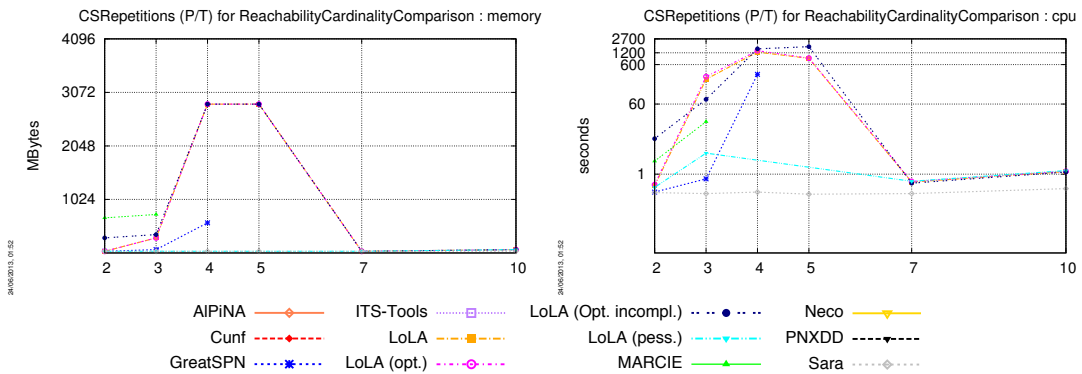 CSRepetitions (P/T) for ReachabilityCardinalityComparison : memory
4096
3072
2048
1024
MBytes
2 3 4 5 7 10
24/06/2013, 01:52
CSRepetitions (P/T) for ReachabilityCardinalityComparison : cpu
2700
1200
600
60
1
seconds
2 3 4 5 7 10
24/06/2013, 01:52
AlPiNA
Cunf
GreatSPN
ITS-Tools
LoLA
LoLA (opt.)
LoLA (Opt. incompl.)
LoLA (pess.)
MARCIE
Neco
PNXDD
Sara